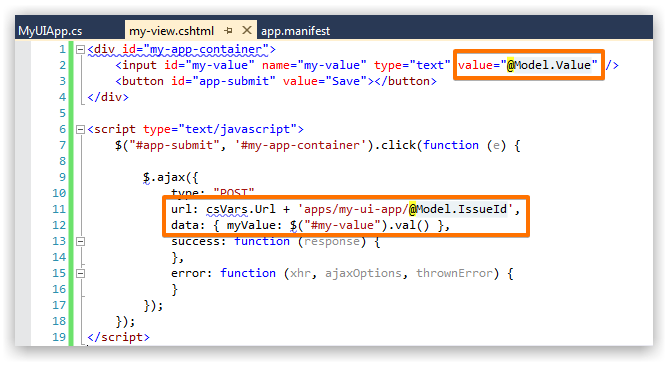 MyUIApp.cs my-view.cshtml app.manifest
1 <div id="my-app-container">
2 <input id="my-value" name="my-value" type="text" value="@Model.Value" />
3 <button id="app-submit" value="Save"></button>
4 </div>
5
6 <script type="text/javascript">
7 $("#app-submit", '#my-app-container').click(function (e) {
8
9 $.ajax({
10 type: "POST"
11 url: csVars.Url + 'apps/my-ui-app/@Model.IssueId',
12 data: { myValue: $("#my-value").val() },
13 success: function (response) {
14 },
15 error: function (xhr, ajaxOptions, thrownError) {
16 }
17 });
18 });
19 </script>